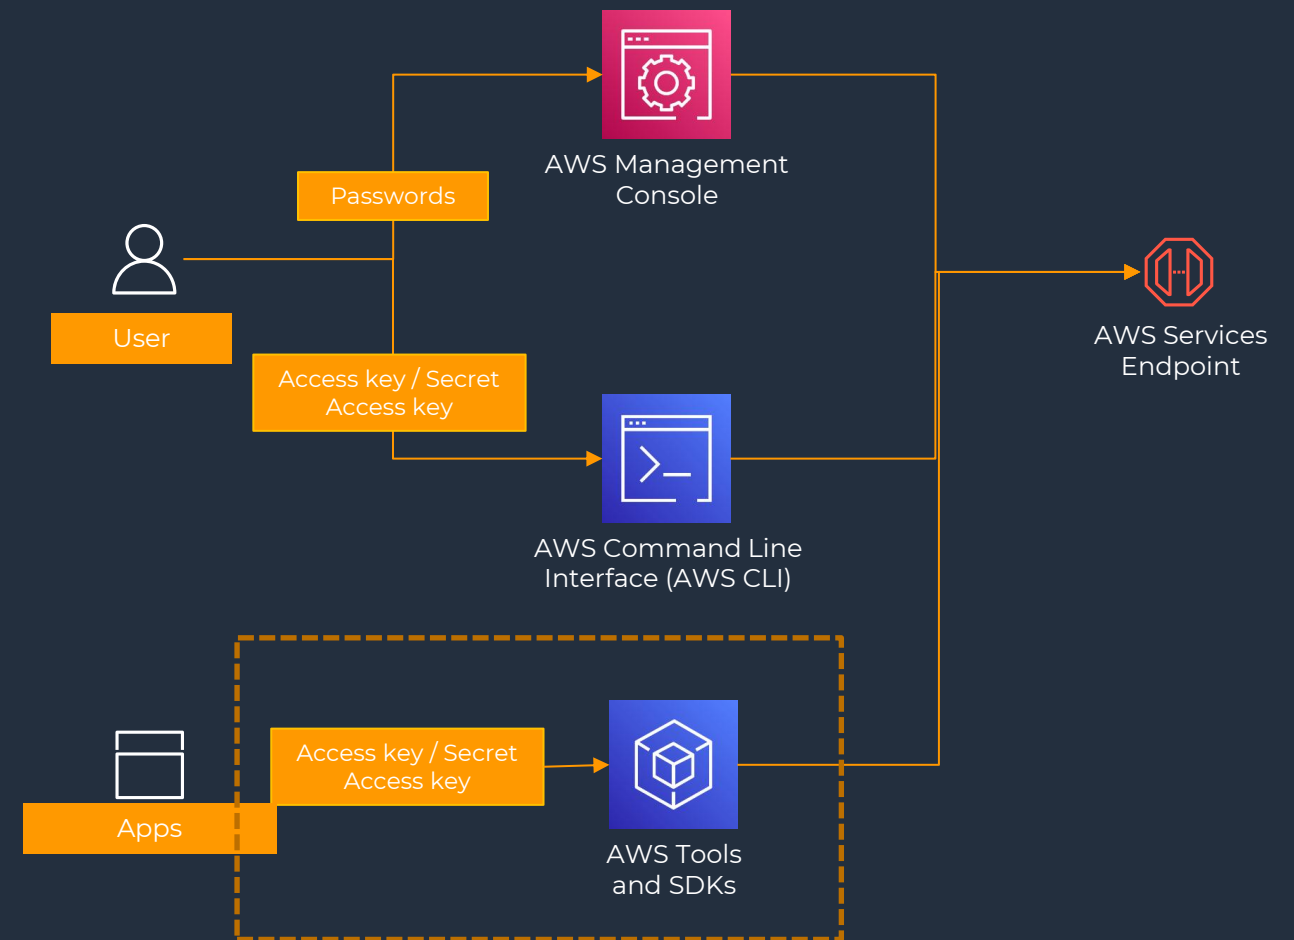 AWS Management
Console
Passwords
User
AWS Services
Endpoint
Access key / Secret
Access key
AWS Command Line
Interface (AWS CLI)
Access key / Secret
Access key
Apps
AWS Tools
and SDKs